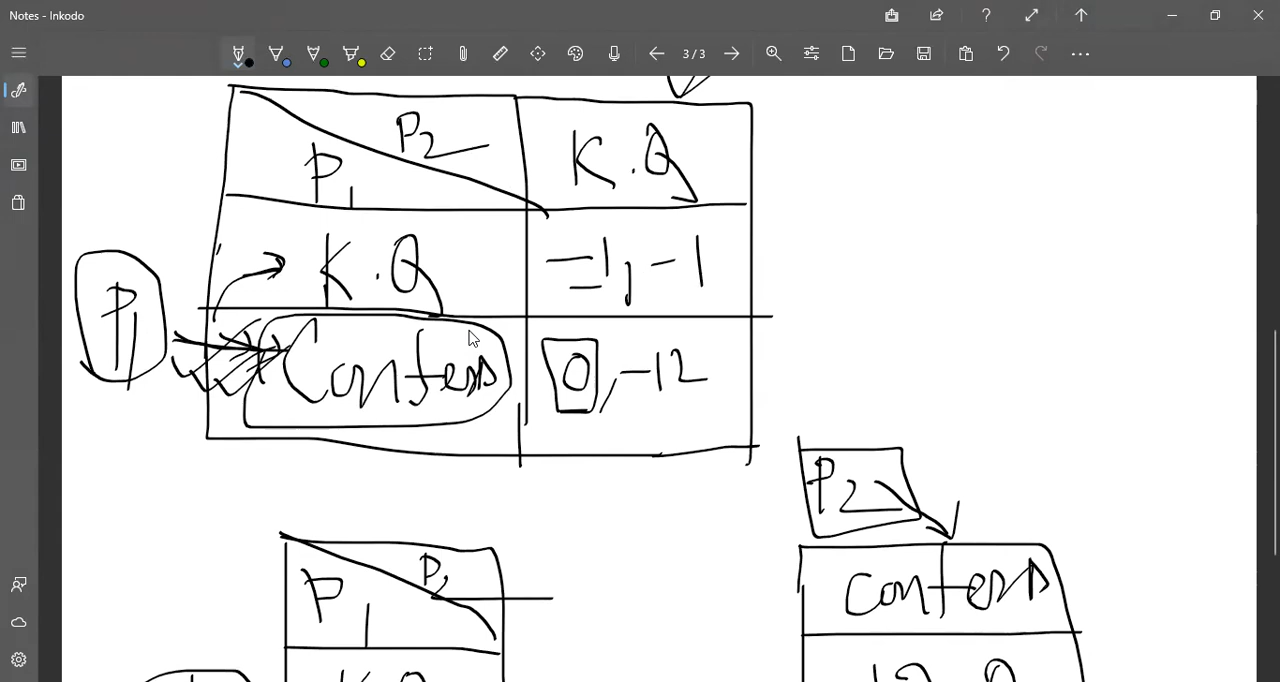 Notes - Inkodo
3/3
P2
P1
K.Q
K.Q
-1, -1
P1
Confess
0, -12
P2
P2
P1
Confess